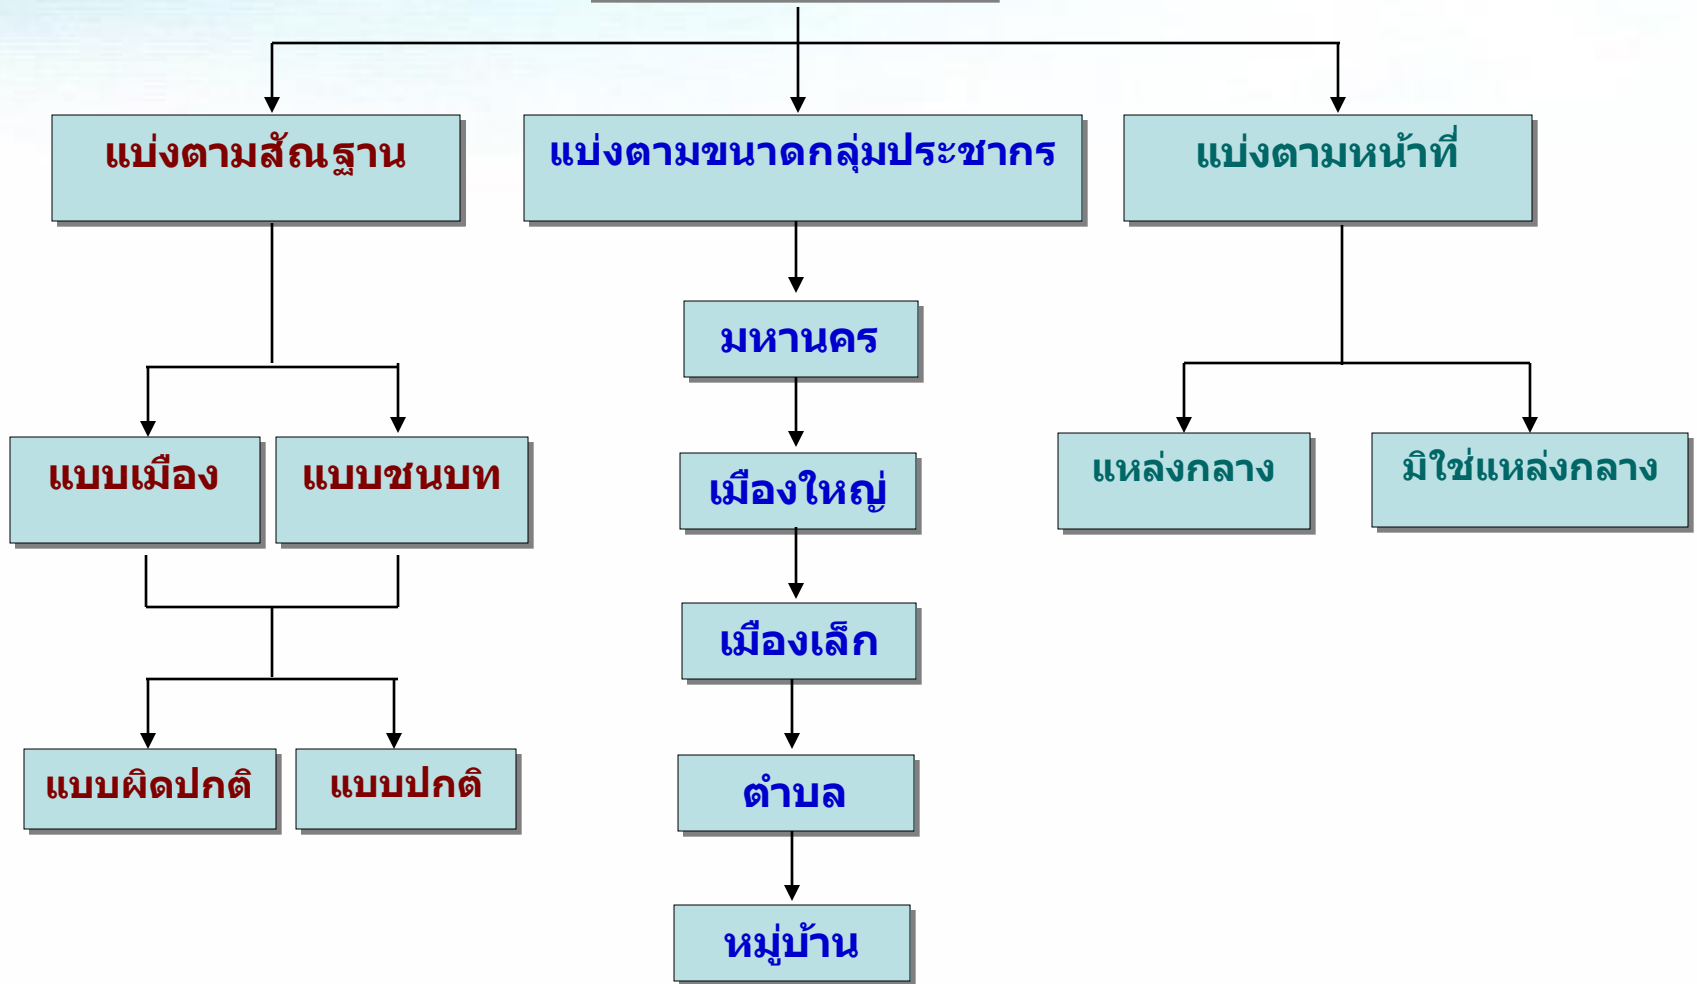 แบ่งตามสัณฐาน
แบ่งตามขนาดกลุ่มประชากร
แบ่งตามหน้าที่
มหานคร
แบบเมือง
แบบชนบท
เมืองใหญ่
แหล่งกลาง
มิใช่แหล่งกลาง
เมืองเล็ก
แบบผิดปกติ
แบบปกติ
ตำบล
หมู่บ้าน